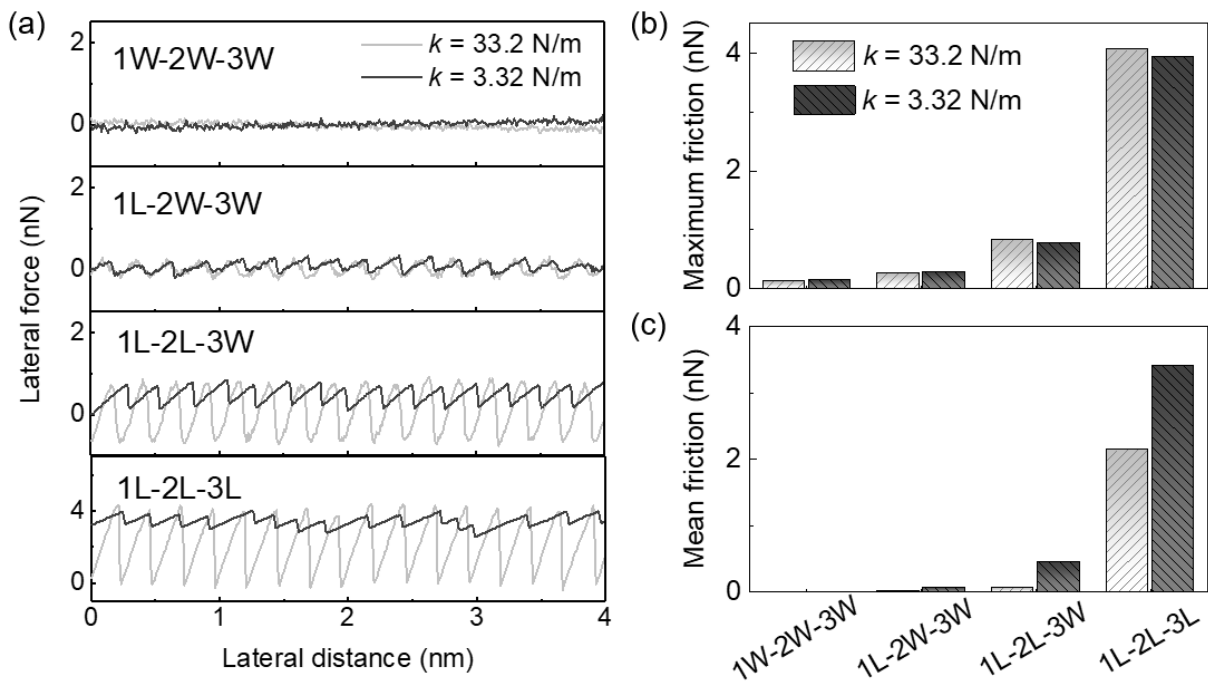 (a)
2
0
1W-2W-3W
k = 33.2 N/m
k = 3.32 N/m
2
0
1L-2W-3W
2
0
1L-2L-3W
4
0
1L-2L-3L
0 1 2 3 4
Lateral force (nN)
Lateral distance (nm)
(b)
Maximum friction (nN)
4
2
0
k = 33.2 N/m
k = 3.32 N/m
(c)
Mean friction (nN)
4
2
0
1W-2W-3W
1L-2W-3W
1L-2L-3W
1L-2L-3L